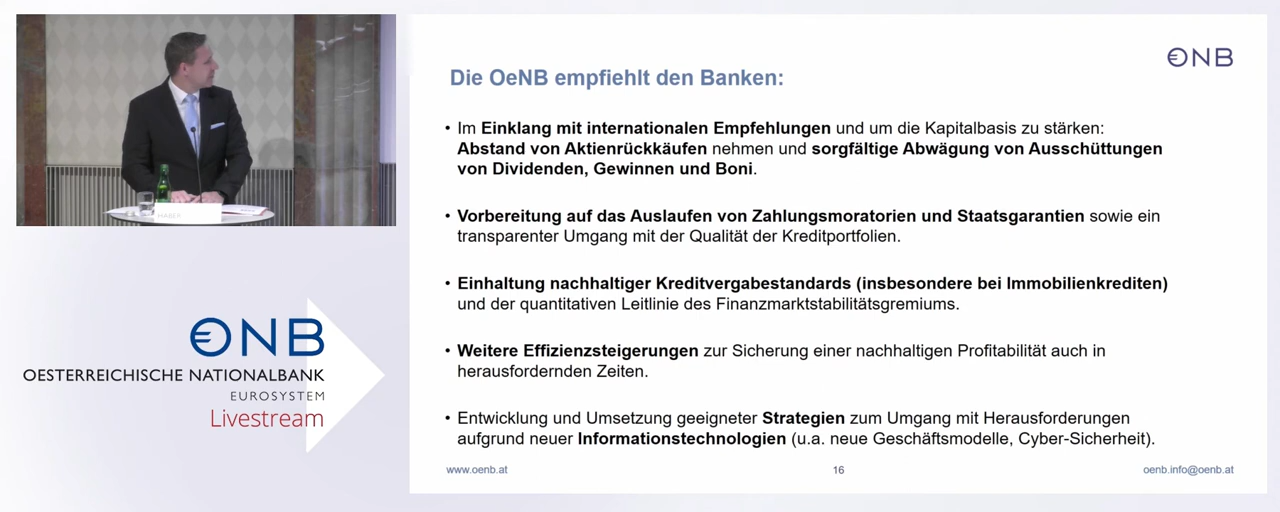 HABER
ONB
OESTERREICHISCHE NATIONALBANK
EUROSYSTEM
Livestream
ONB
Die OeNB empfiehlt den Banken:
• Im Einklang mit internationalen Empfehlungen und um die Kapitalbasis zu stärken:
Abstand von Aktienrückkäufen nehmen und sorgfältige Abwägung von Ausschüttungen
von Dividenden, Gewinnen und Boni.
• Vorbereitung auf das Auslaufen von Zahlungsmoratorien und Staatsgarantien sowie ein
transparenter Umgang mit der Qualität der Kreditportfolien.
• Einhaltung nachhaltiger Kreditvergabestandards (insbesondere bei Immobilienkrediten)
und der quantitativen Leitlinie des Finanzmarktstabilitätsgremiums.
• Weitere Effizienzsteigerungen zur Sicherung einer nachhaltigen Profitabilität auch in
herausfordernden Zeiten.
• Entwicklung und Umsetzung geeigneter Strategien zum Umgang mit Herausforderungen
aufgrund neuer Informationstechnologien (u.a. neue Geschäftsmodelle, Cyber-Sicherheit).
www.oenb.at
16
oenb.info@oenb.at